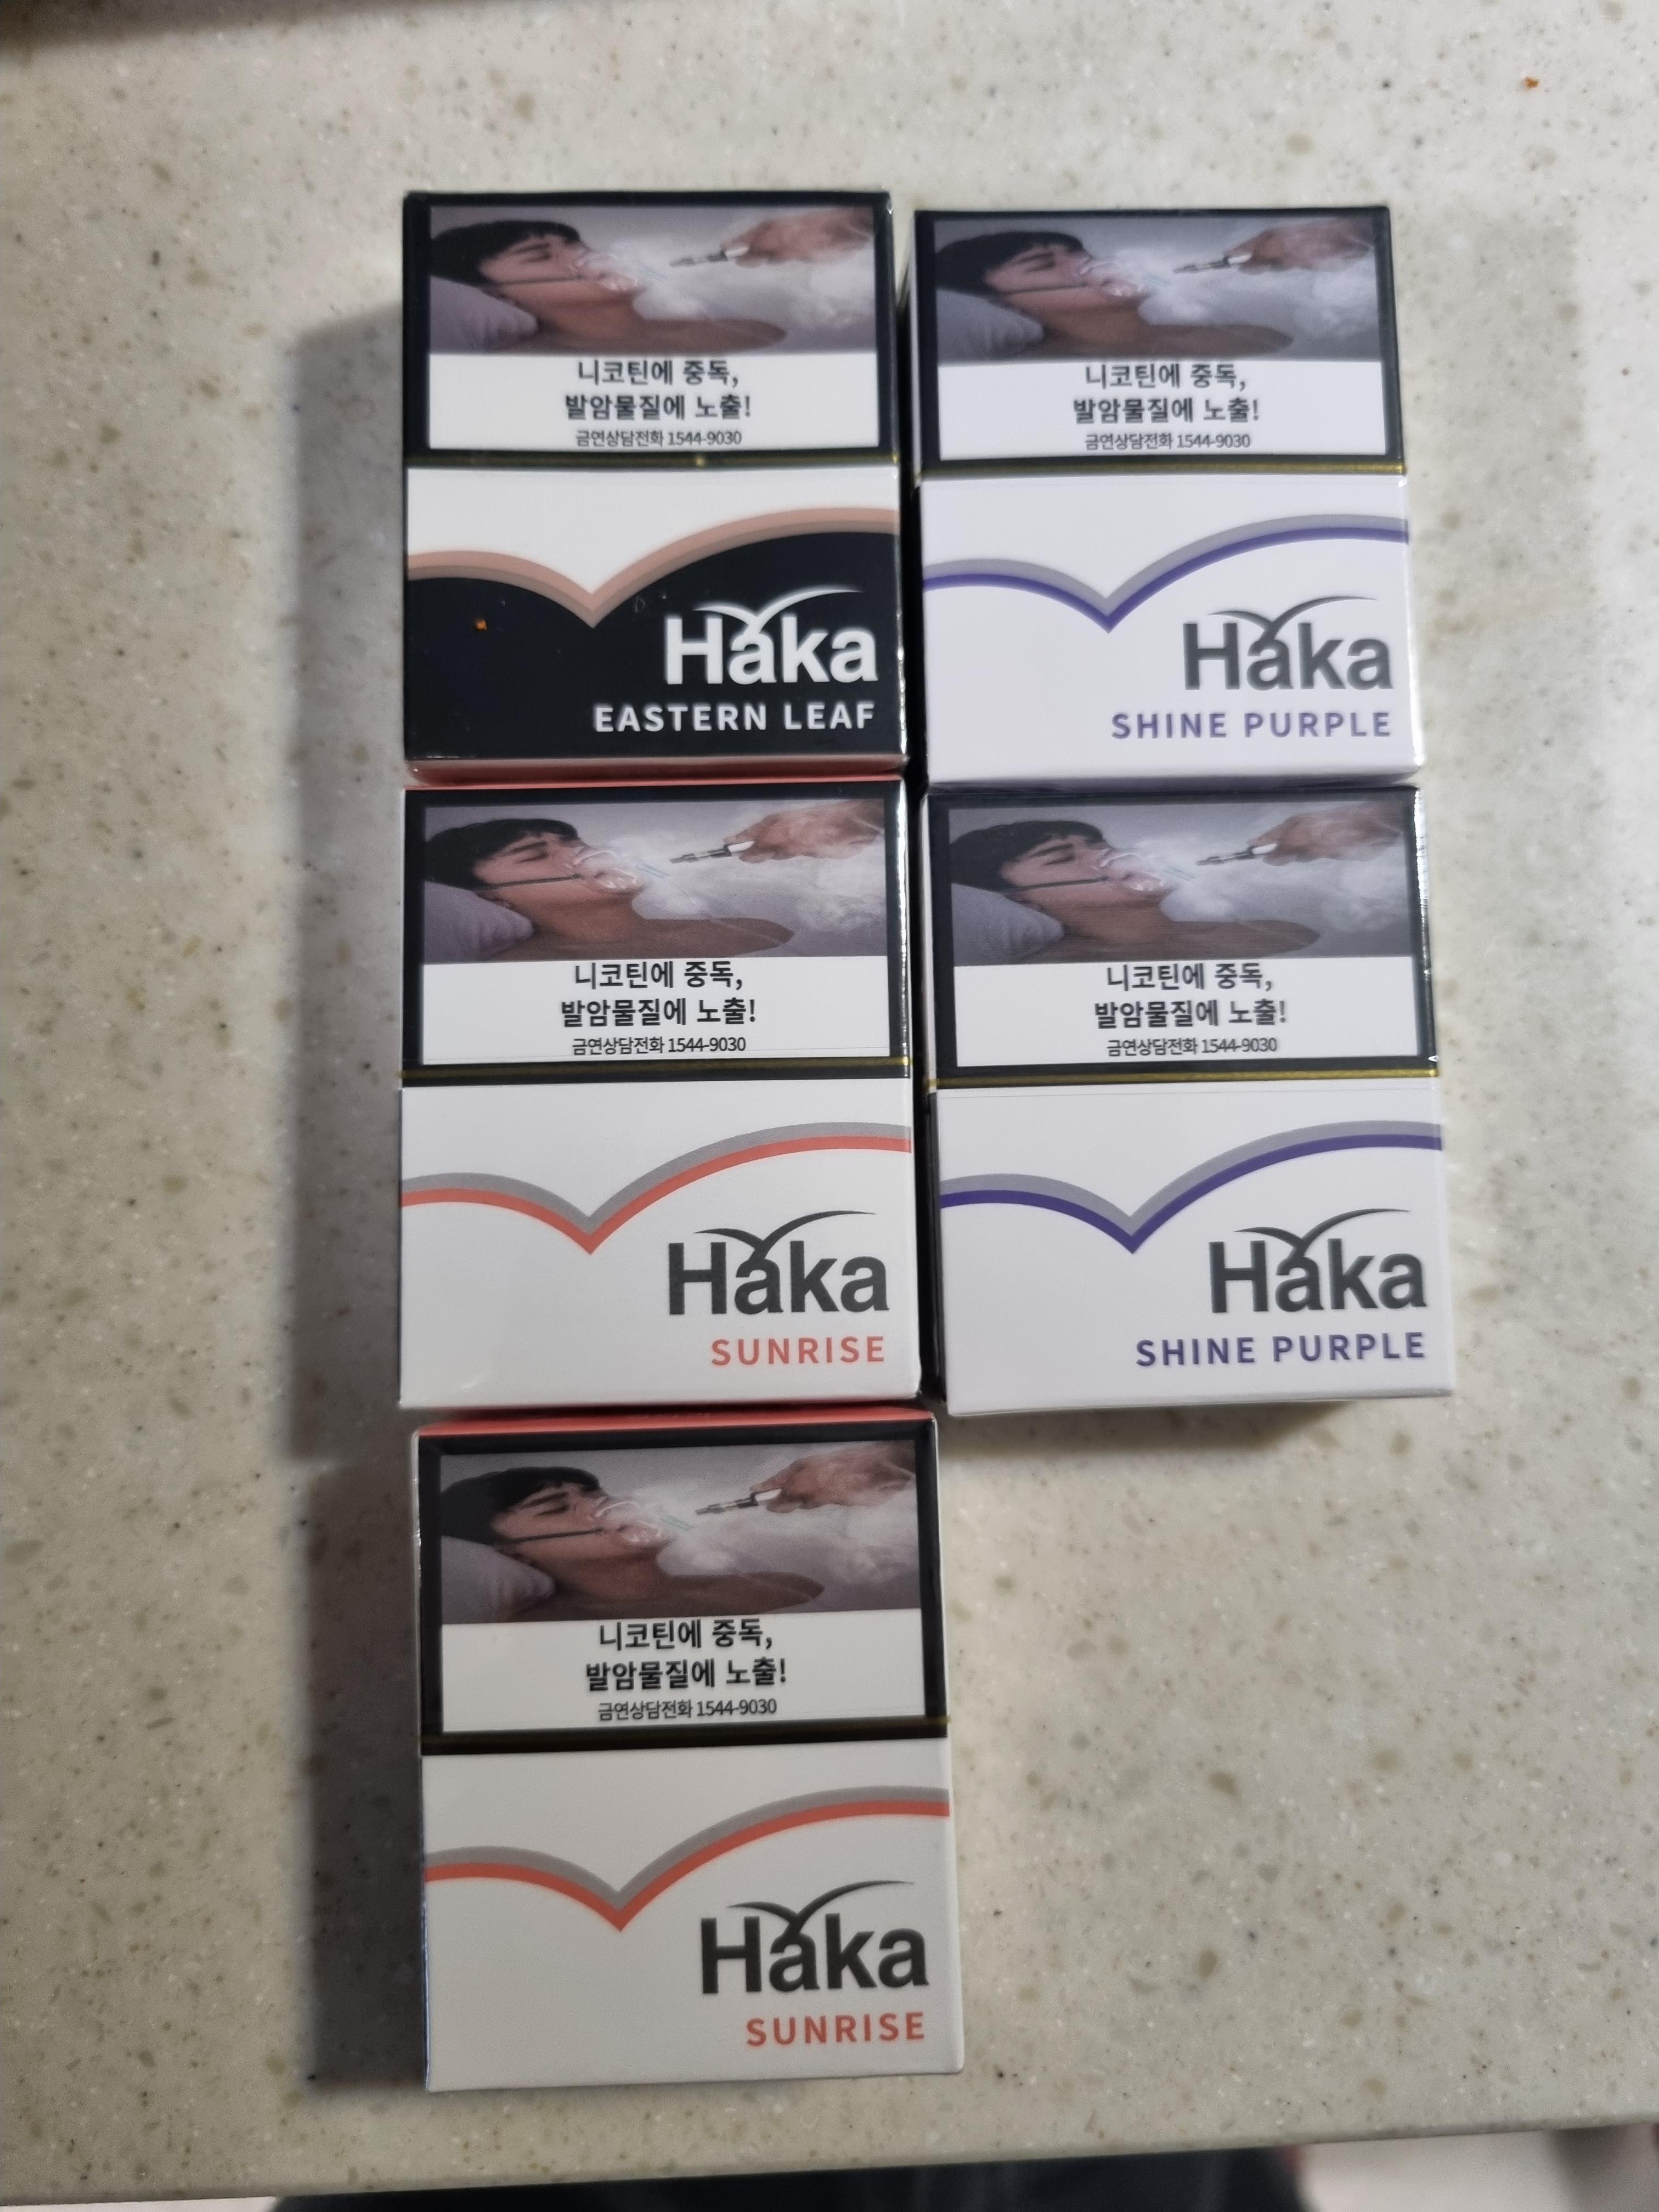 니코틴에 중독,
발암물질에 노출!
금연상담전화 1544-9030
Haka
EASTERN LEAF
니코틴에 중독,
발암물질에 노출!
금연상담전화 1544-9030
Haka
SHINE PURPLE
니코틴에 중독,
발암물질에 노출!
금연상담전화 1544-9030
Haka
SUNRISE
니코틴에 중독,
발암물질에 노출!
금연상담전화 1544-9030
Haka
SHINE PURPLE
니코틴에 중독,
발암물질에 노출!
금연상담전화 1544-9030
Haka
SUNRISE